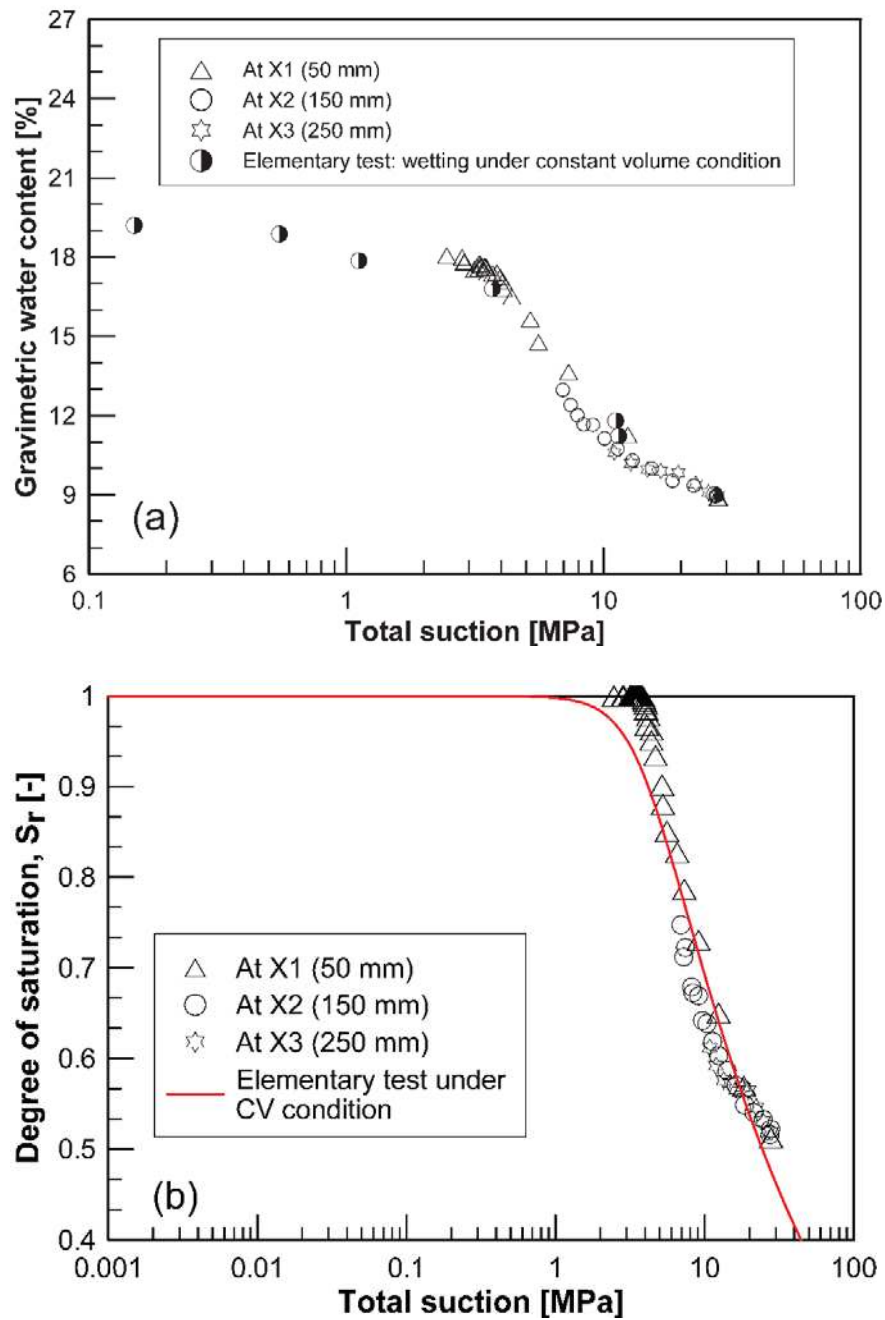 27
24
21
18
15
12
9
6
Gravimetric water content [%]
At X1 (50 mm)
At X2 (150 mm)
At X3 (250 mm)
Elementary test: wetting under constant volume condition
(a)
0.1 1 10 100
Total suction [MPa]
1
0.9
0.8
0.7
0.6
0.5
0.4
Degree of saturation, Sr [-]
At X1 (50 mm)
At X2 (150 mm)
At X3 (250 mm)
Elementary test under
CV condition
(b)
0.001 0.01 0.1 1 10 100
Total suction [MPa]